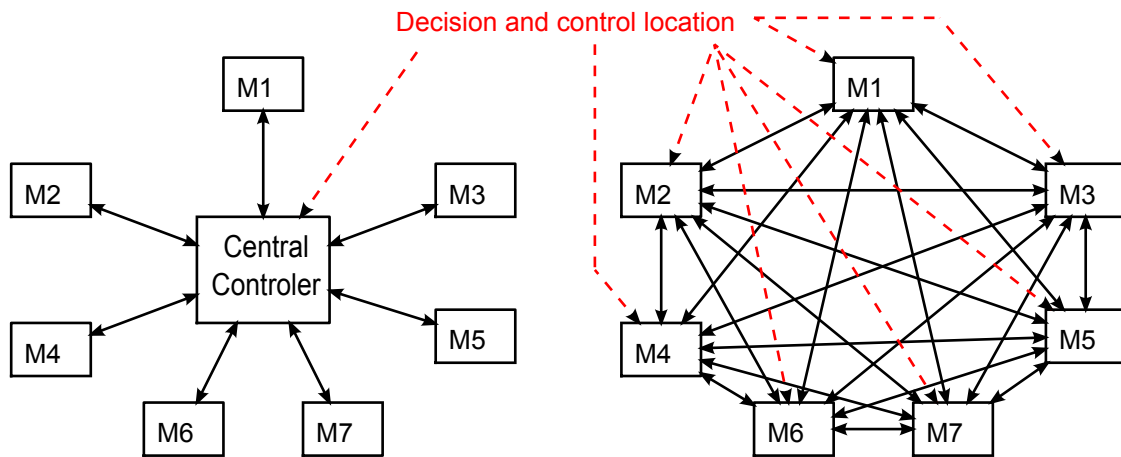 Decision and control location
M1
M2
M3
Central
Controler
M4
M5
M6
M7
M1
M2
M3
M4
M5
M6
M7